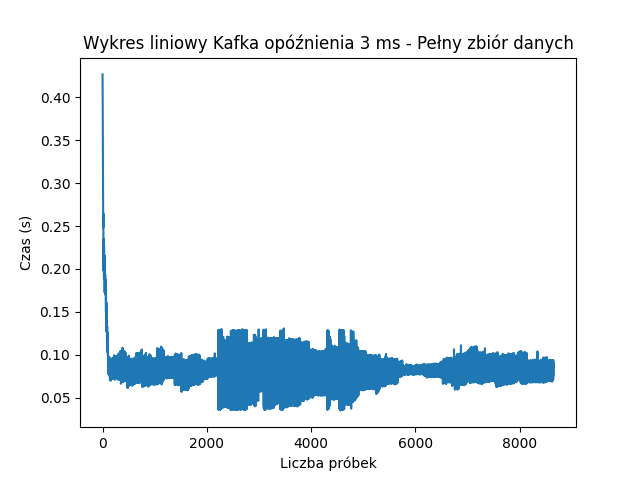 Wykres liniowy Kafka opóźnienia 3 ms - Pełny zbiór danych
0.40
0.35
0.30
0.25
0.20
0.15
0.10
0.05
Czas (s)
0 2000 4000 6000 8000
Liczba próbek